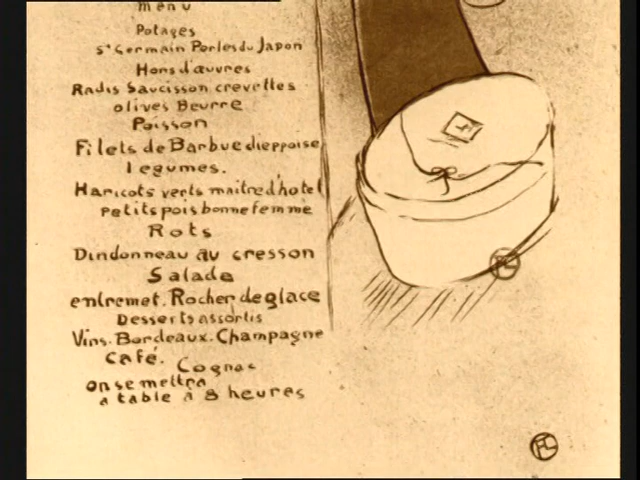 Menu
Potages
St Germain Perles du Japon
Hors d'œuvres
Radis Saucisson crevettes
olives Beurre
Poisson
Filets de Barbue dieppoise
legumes.
Haricots verts maitre d'hotel
petits pois bonne femme
Rots
Dindonneau au cresson
Salade
entremet. Rocher de glace
Desserts assortis
Vins. Bordeaux. Champagne
Café. Cognac
on se mettra
a table à 8 heures